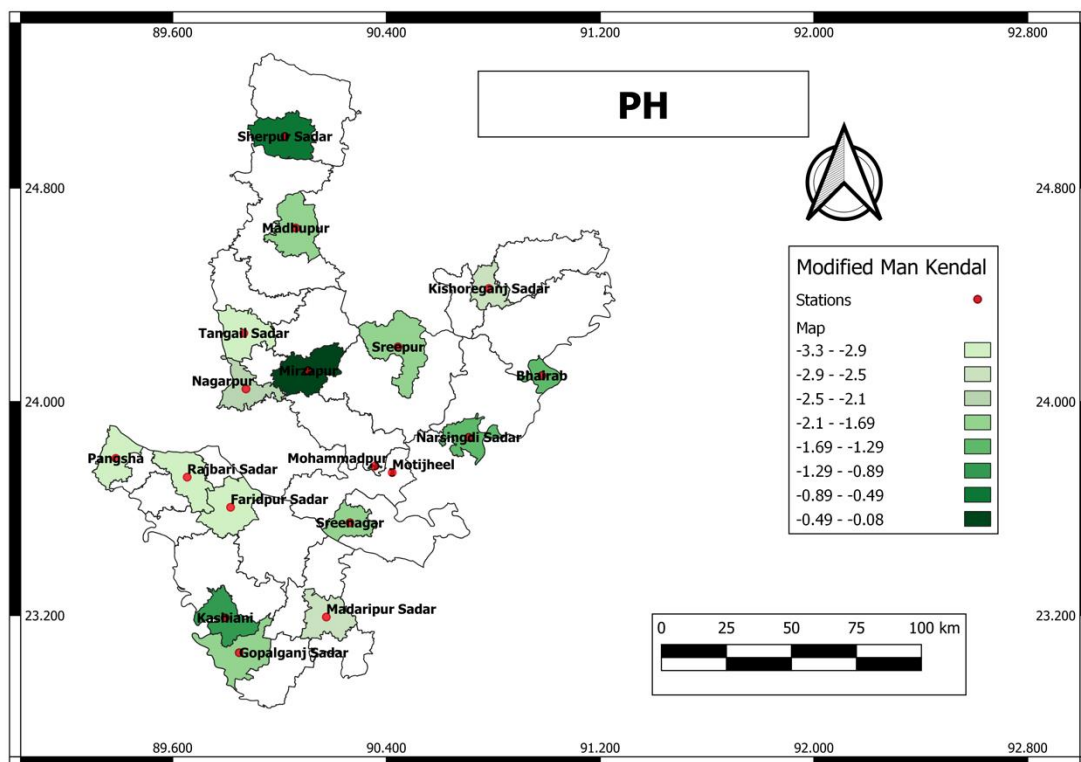 89.600 90.400 91.200 92.000 92.800
PH
Sherpur Sadar
24.800 24.800
Madhupur
Kishoreganj Sadar
Tangail Sadar
Sreepur
Mirzapur
Nagarpur
Bhairab
24.000 24.000
Narsingdi Sadar
Mohammadpur
Motijheel
Pangsha
Rajbari Sadar
Faridpur Sadar
Sreenagar
Madaripur Sadar
Kashiani
23.200 23.200
Gopalganj Sadar
Modified Man Kendal
Stations
Map
-3.3 - -2.9
-2.9 - -2.5
-2.5 - -2.1
-2.1 - -1.69
-1.69 - -1.29
-1.29 - -0.89
-0.89 - -0.49
-0.49 - -0.08
0 25 50 75 100 km
89.600 90.400 91.200 92.000 92.800